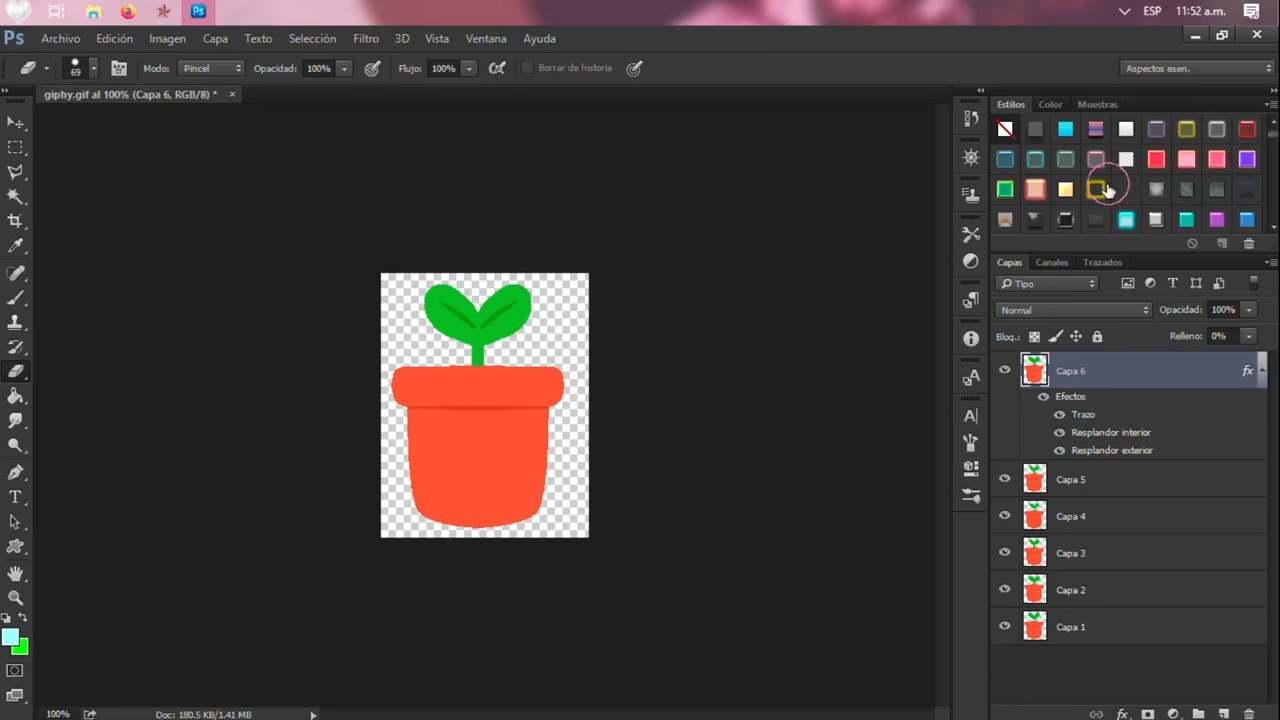 ESP 11:52 a.m.
Ps Archivo Edición Imagen Capa Texto Selección Filtro 3D Vista Ventana Ayuda
69 Modo: Pincel Opacidad: 100% Flujo: 100% Borrar de historia Aspectos esen.
giphy.gif al 100% (Capa 6, RGB/8) *
Estilos Color Muestras
Capas Canales Trazados
Tipo
Normal Opacidad: 100%
Bloq.: Relleno: 0%
Capa 6 fx
Efectos
Trazo
Resplandor interior
Resplandor exterior
Capa 5
Capa 4
Capa 3
Capa 2
Capa 1
100% Doc: 180.5 KB/1.41 MB